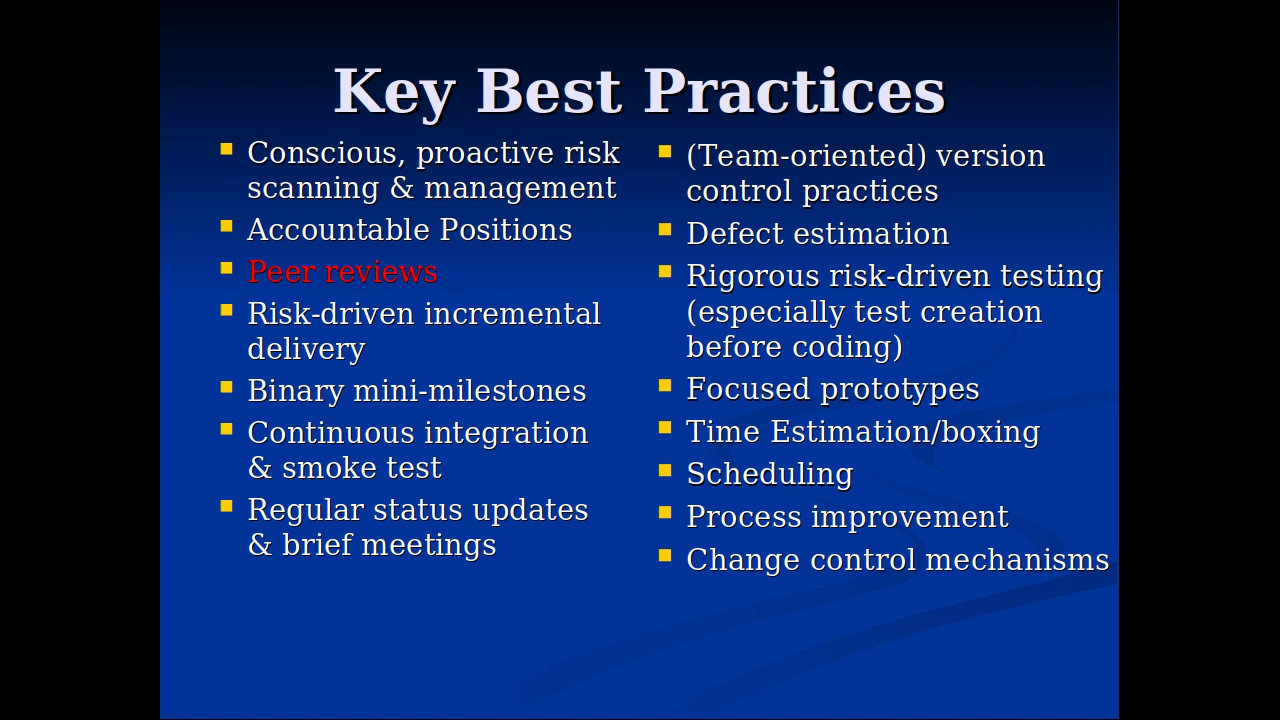 Key Best Practices
Conscious, proactive risk
scanning & management
Accountable Positions
Peer reviews
Risk-driven incremental
delivery
Binary mini-milestones
Continuous integration
& smoke test
Regular status updates
& brief meetings
(Team-oriented) version
control practices
Defect estimation
Rigorous risk-driven testing
(especially test creation
before coding)
Focused prototypes
Time Estimation/boxing
Scheduling
Process improvement
Change control mechanisms